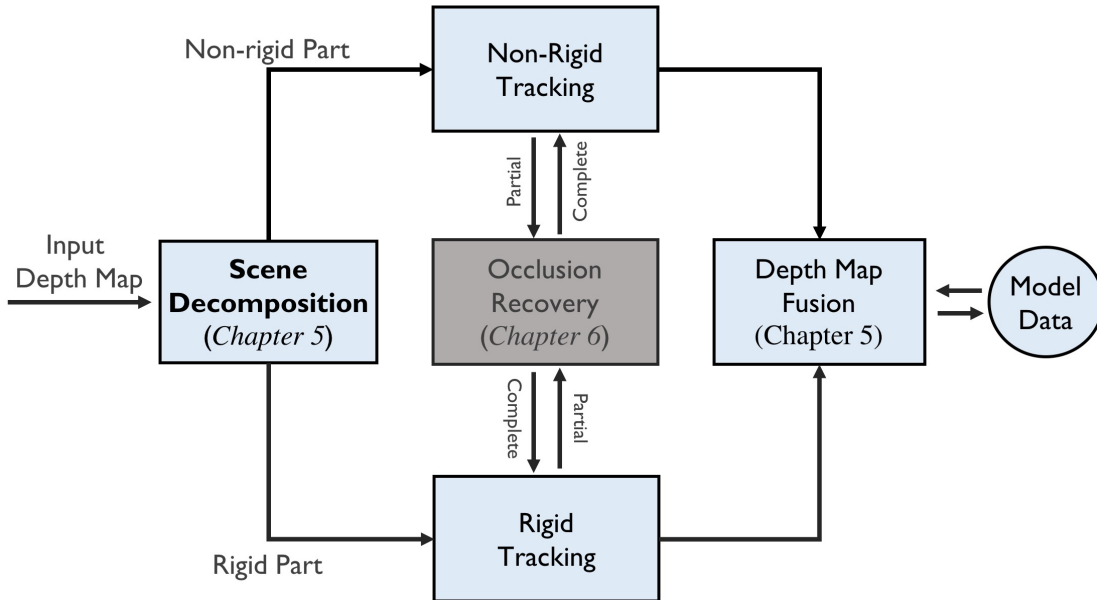 Non-rigid Part
Non-Rigid
Tracking
Partial
Complete
Input
Depth Map
Scene
Decomposition
(Chapter 5)
Occlusion
Recovery
(Chapter 6)
Depth Map
Fusion
(Chapter 5)
Model
Data
Complete
Partial
Rigid
Tracking
Rigid Part